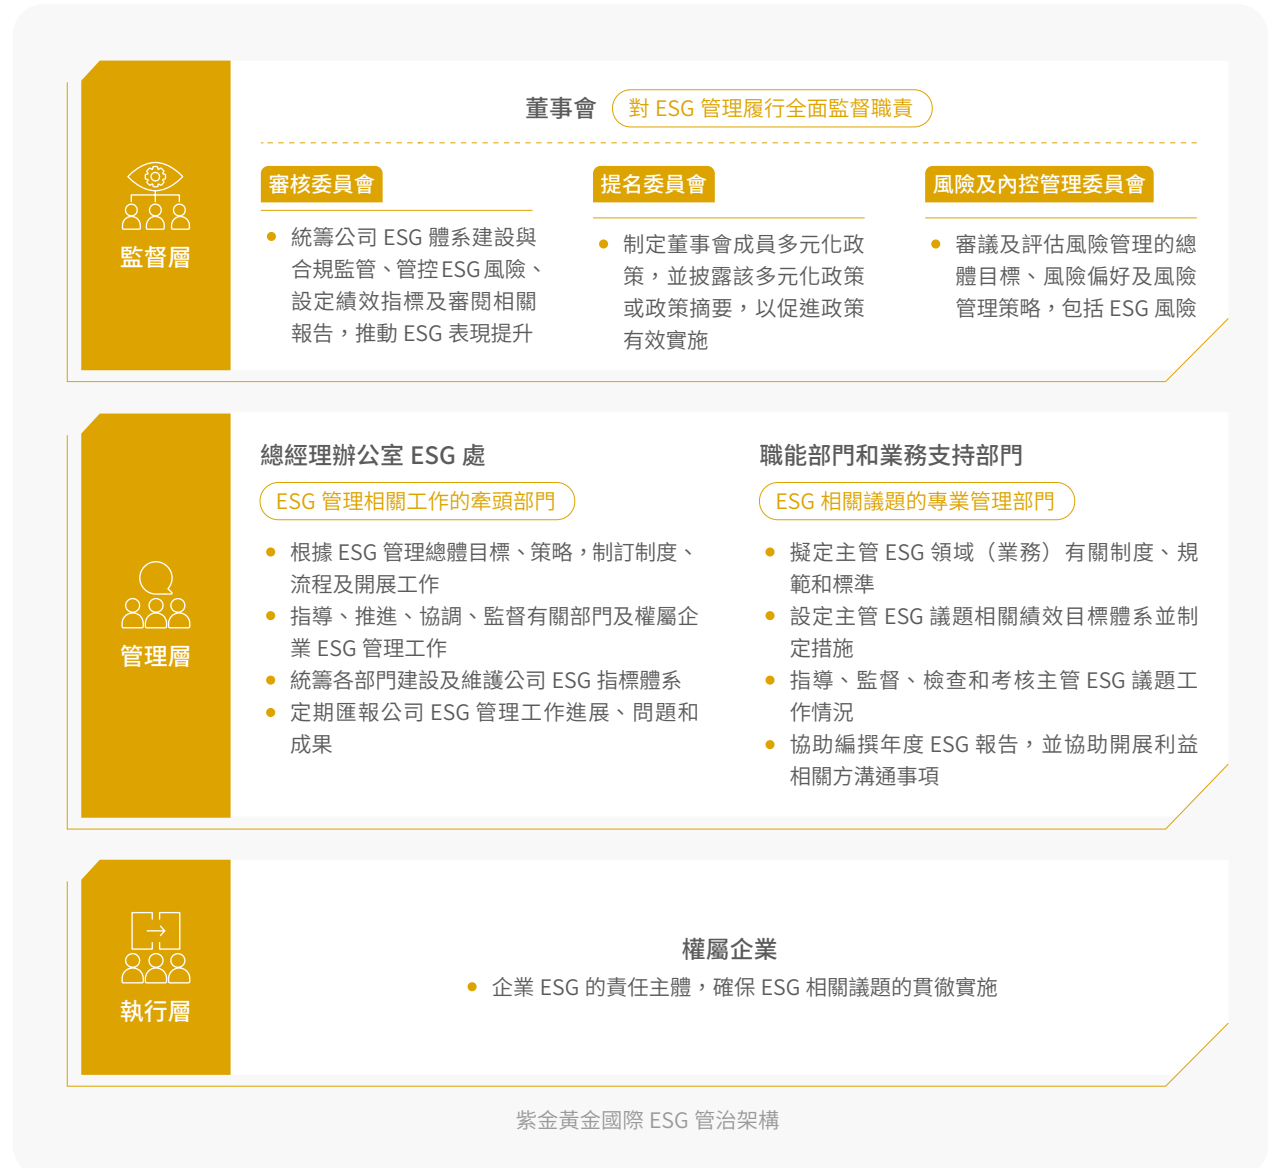 監督層
董事會 對 ESG 管理履行全面監督職責
審核委員會
統籌公司 ESG 體系建設與
合規監管、管控 ESG 風險、
設定績效指標及審閱相關
報告，推動 ESG 表現提升
提名委員會
制定董事會成員多元化政
策，並披露該多元化政策
或政策摘要，以促進政策
有效實施
風險及內控管理委員會
審議及評估風險管理的總
體目標、風險偏好及風險
管理策略，包括 ESG 風險
管理層
總經理辦公室 ESG 處
ESG 管理相關工作的牽頭部門
根據 ESG 管理總體目標、策略，制訂制度、
流程及開展工作
指導、推進、協調、監督有關部門及權屬企
業 ESG 管理工作
統籌各部門建設及維護公司 ESG 指標體系
定期匯報公司 ESG 管理工作進展、問題和
成果
職能部門和業務支持部門
ESG 相關議題的專業管理部門
擬定主管 ESG 領域（業務）有關制度、規
範和標準
設定主管 ESG 議題相關績效目標體系並制
定措施
指導、監督、檢查和考核主管 ESG 議題工
作情況
協助編撰年度 ESG 報告，並協助開展利益
相關方溝通事項
執行層
權屬企業
企業 ESG 的責任主體，確保 ESG 相關議題的貫徹實施
紫金黃金國際 ESG 管治架構